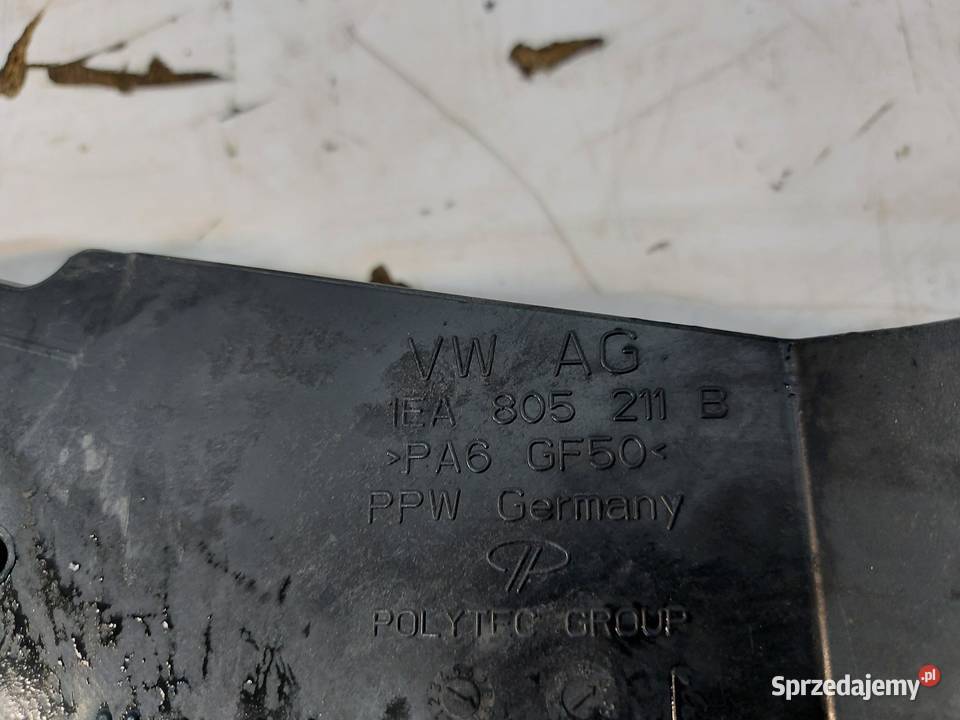 VW AG
1EA 805 211 B
>PA6 GF50<
PPW Germany
POLYTEC GROUP
Sprzedajemy.pl